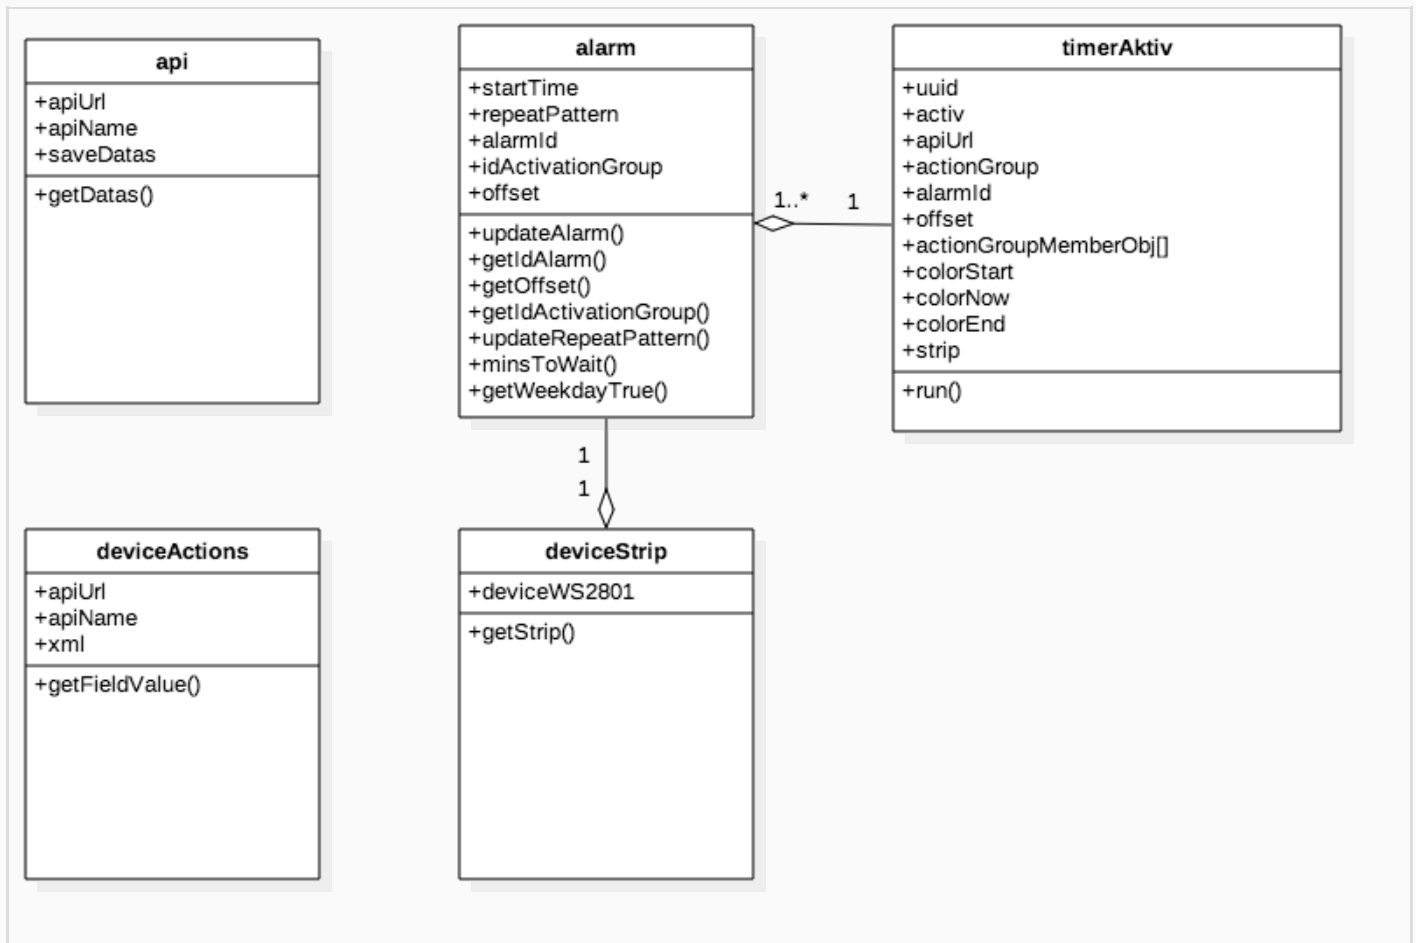 api
+apiUrl
+apiName
+saveDatas
+getDatas()
alarm
+startTime
+repeatPattern
+alarmId
+idActivationGroup
+offset
+updateAlarm()
+getIdAlarm()
+getOffset()
+getIdActivationGroup()
+updateRepeatPattern()
+minsToWait()
+getWeekdayTrue()
1..*
1
timerAktiv
+uuid
+activ
+apiUrl
+actionGroup
+alarmId
+offset
+actionGroupMemberObj[]
+colorStart
+colorNow
+colorEnd
+strip
+run()
1
1
deviceActions
+apiUrl
+apiName
+xml
+getFieldValue()
deviceStrip
+deviceWS2801
+getStrip()